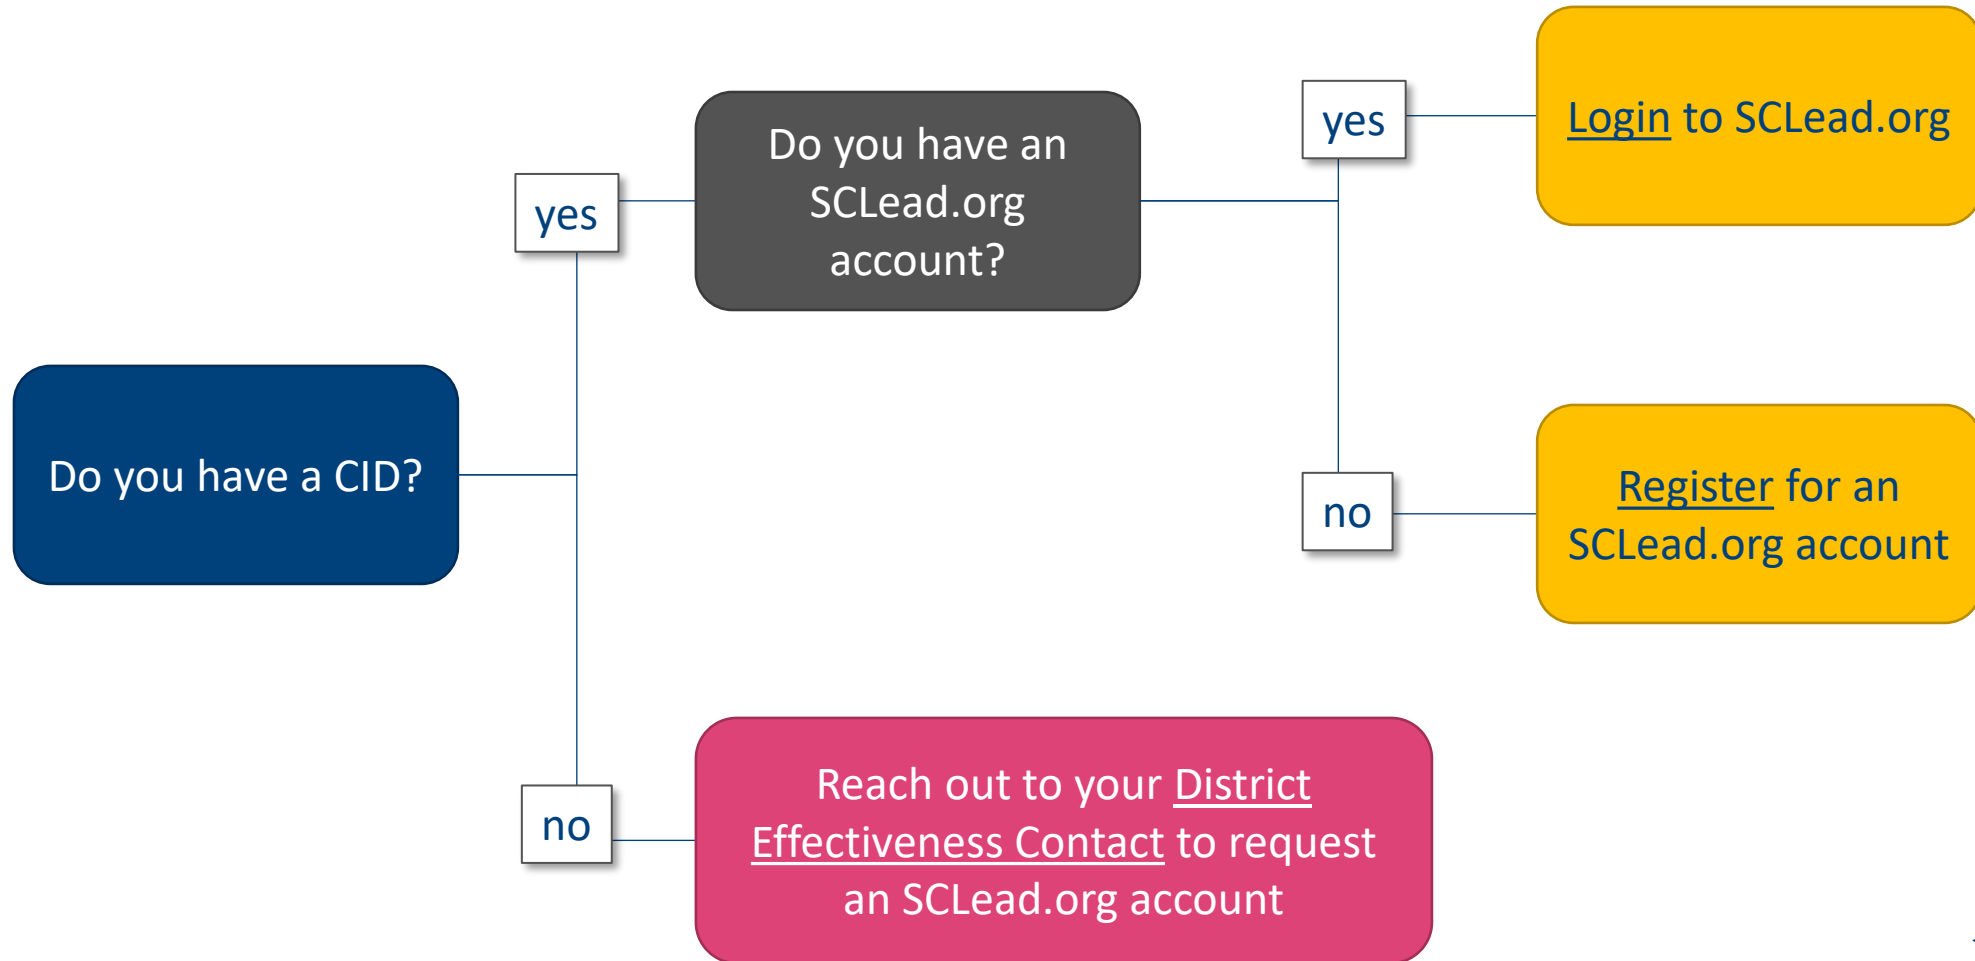 Do you have a CID?
yes
Do you have an
SCLead.org
account?
yes
Login to SCLead.org
no
Register for an
SCLead.org account
no
Reach out to your District
Effectiveness Contact to request
an SCLead.org account